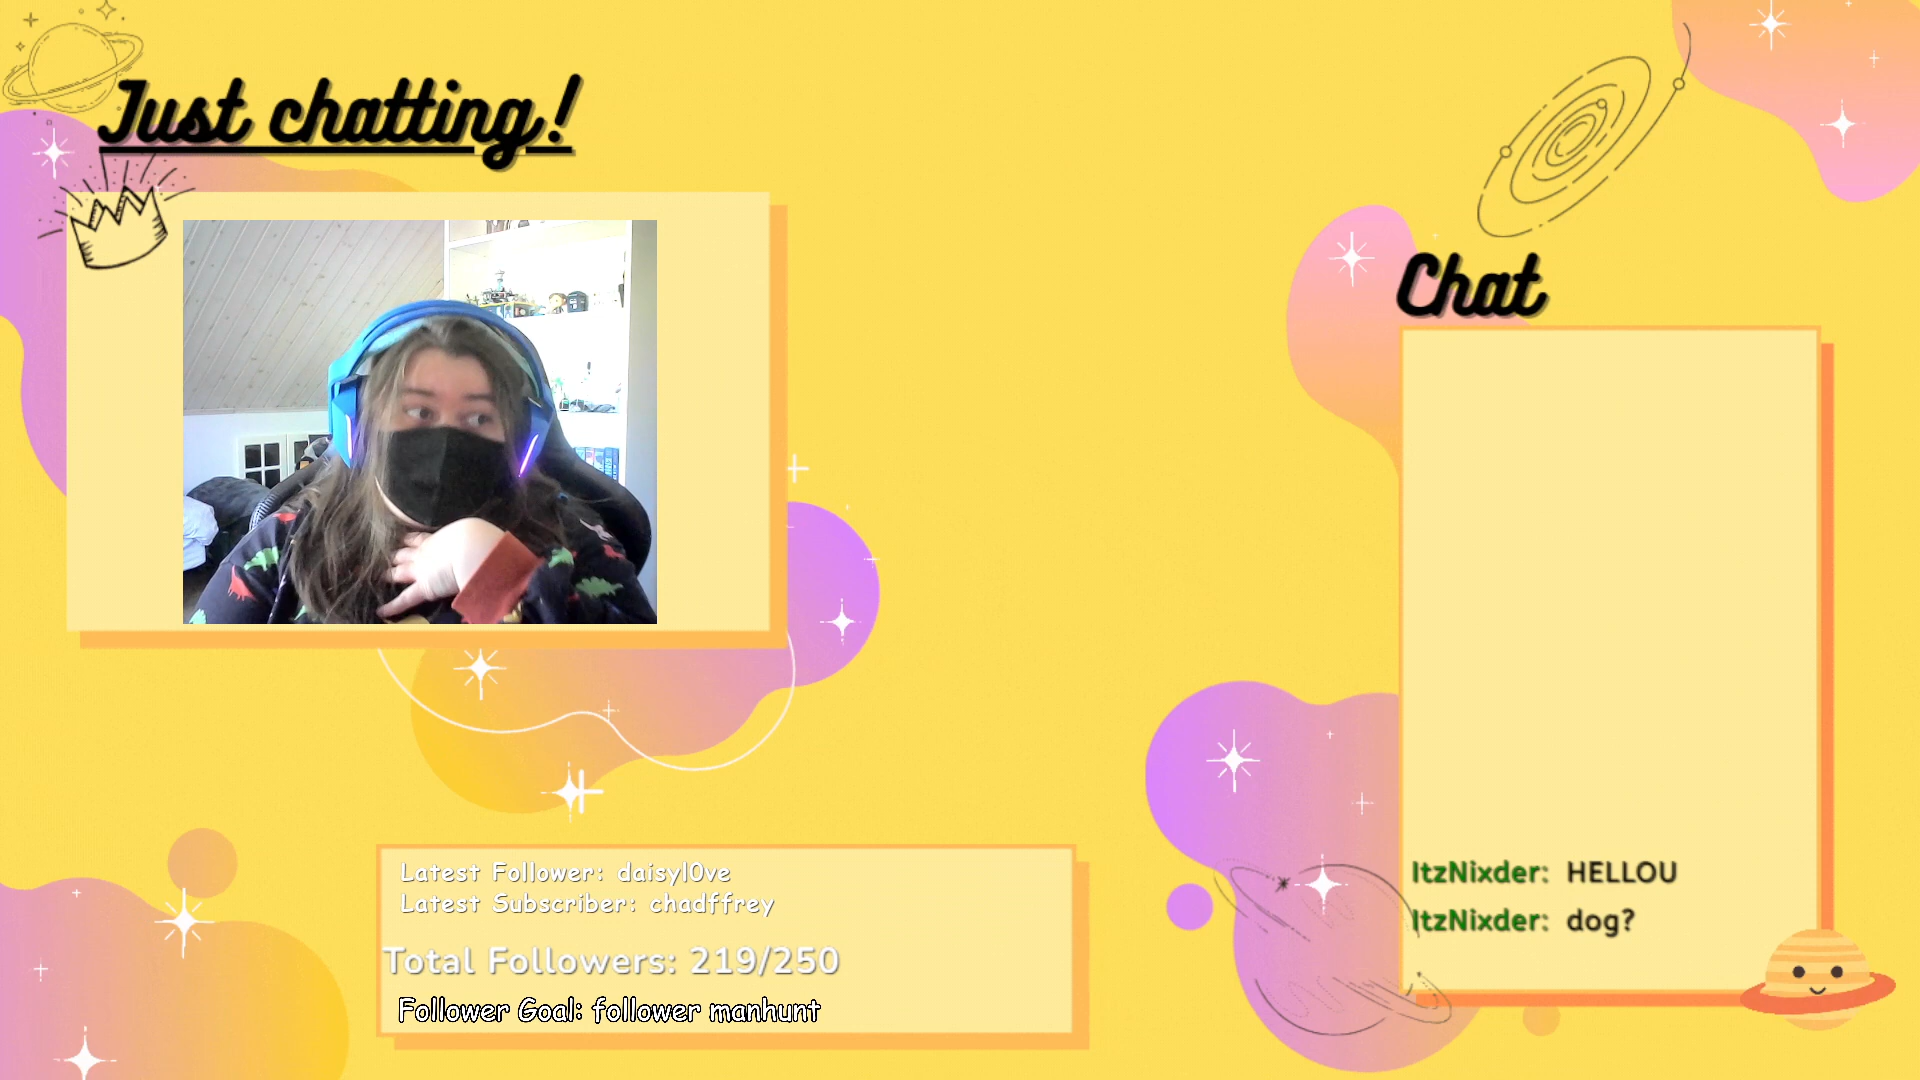 Just chatting!
Chat
ItzNixder: HELLOU
ItzNixder: dog?
Latest Follower: daisyl0ve
Latest Subscriber: chadffrey
Total Followers: 219/250
Follower Goal: follower manhunt